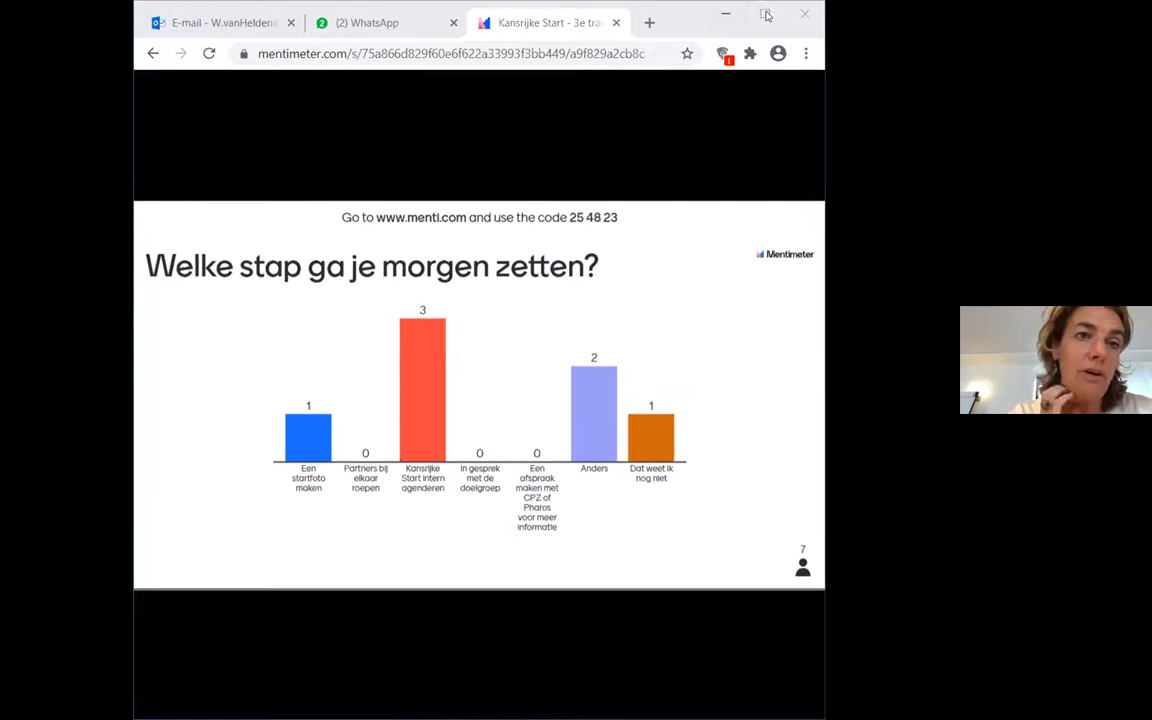 E-mail - W.vanHelden
(2) WhatsApp
Kansrijke Start - 3e tra
mentimeter.com/s/75a866d829f60e6f622a33993f3bb449/a9f829a2cb8c
Go to www.menti.com and use the code 25 48 23
Mentimeter
Welke stap ga je morgen zetten?
3
2
1
1
0
0
0
Een
startfoto
maken
Partners bij
elkaar
roepen
Kansrijke
Start intern
agenderen
In gesprek
met de
doelgroep
Een
afspraak
maken met
CPZ of
Pharos
voor meer
informatie
Anders
Dat weet ik
nog niet
7